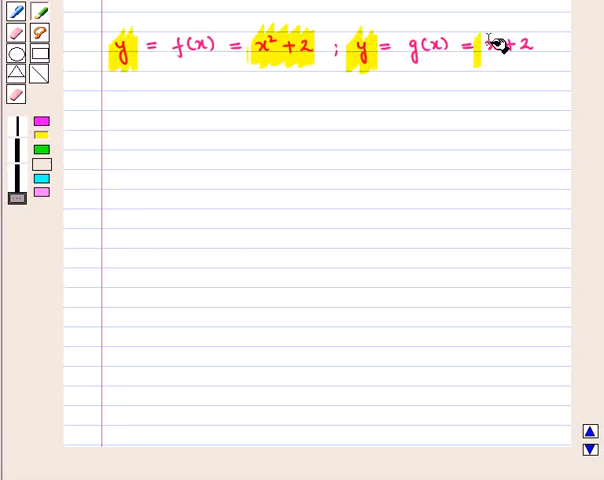 y = f(x) = x² + 2 ; y = g(x) = x + 2